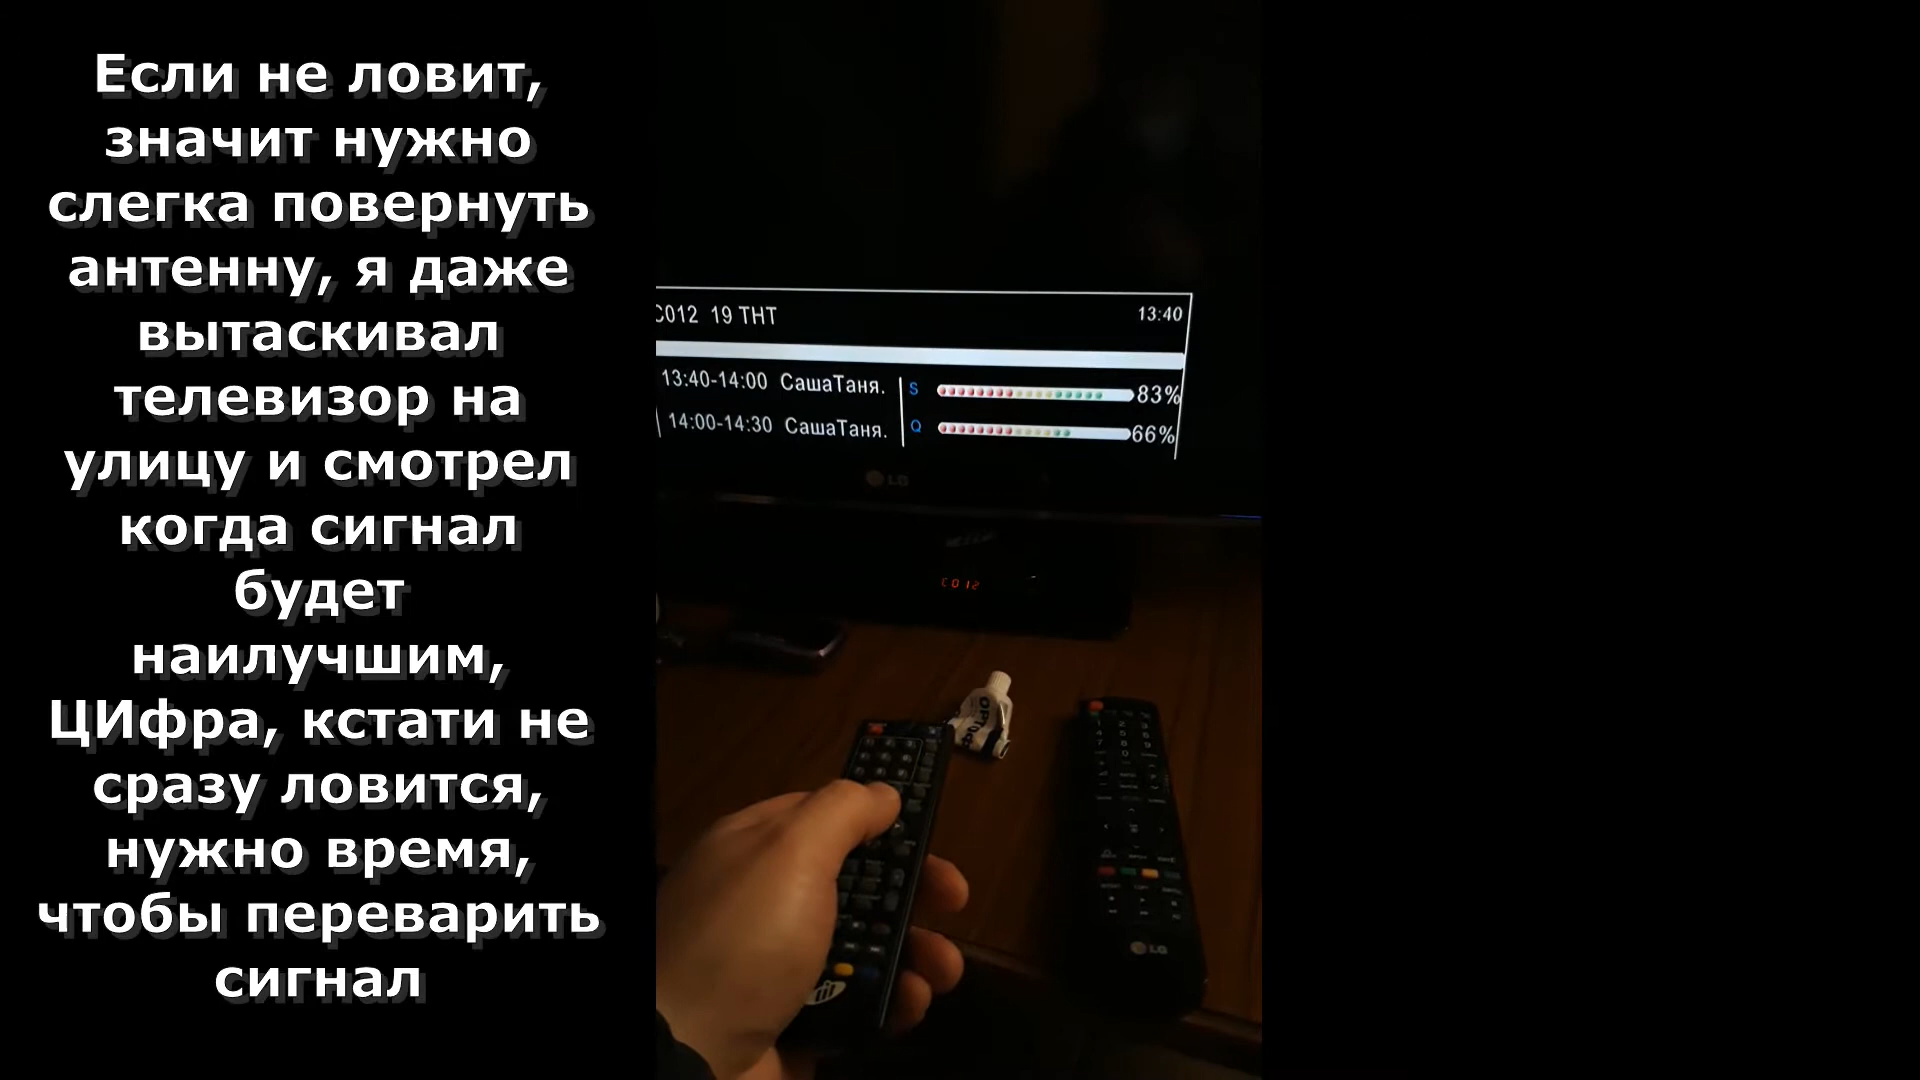 Если не ловит,
значит нужно
слегка повернуть
антенну, я даже
вытаскивал
телевизор на
улицу и смотрел
когда сигнал
будет
наилучшим,
ЦИфра, кстати не
сразу ловится,
нужно время,
чтобы переварить
сигнал
C012 19 ТНТ 13:40
13:40-14:00 СашаТаня. S 83%
14:00-14:30 СашаТаня. Q 66%
LG
C012
LG